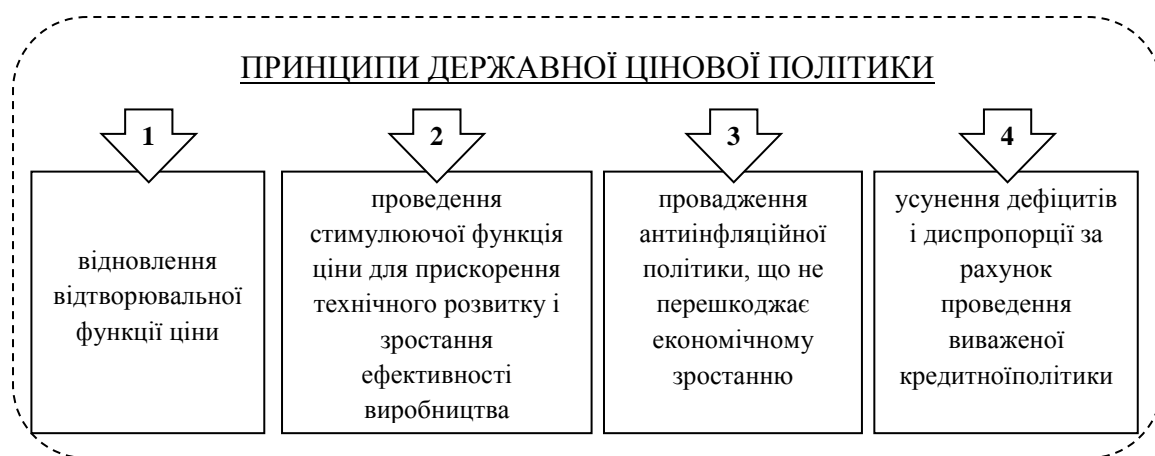 ПРИНЦИПИ ДЕРЖАВНОЇ ЦІНОВОЇ ПОЛІТИКИ
1
відновлення
відтворювальної
функції ціни
2
проведення
стимулюючої функція
ціни для прискорення
технічного розвитку і
зростання
ефективності
виробництва
3
провадження
антиінфляційної
політики, що не
перешкоджає
економічному
зростанню
4
усунення дефіцитів
і диспропорції за
рахунок
проведення
виваженої
кредитноїполітики